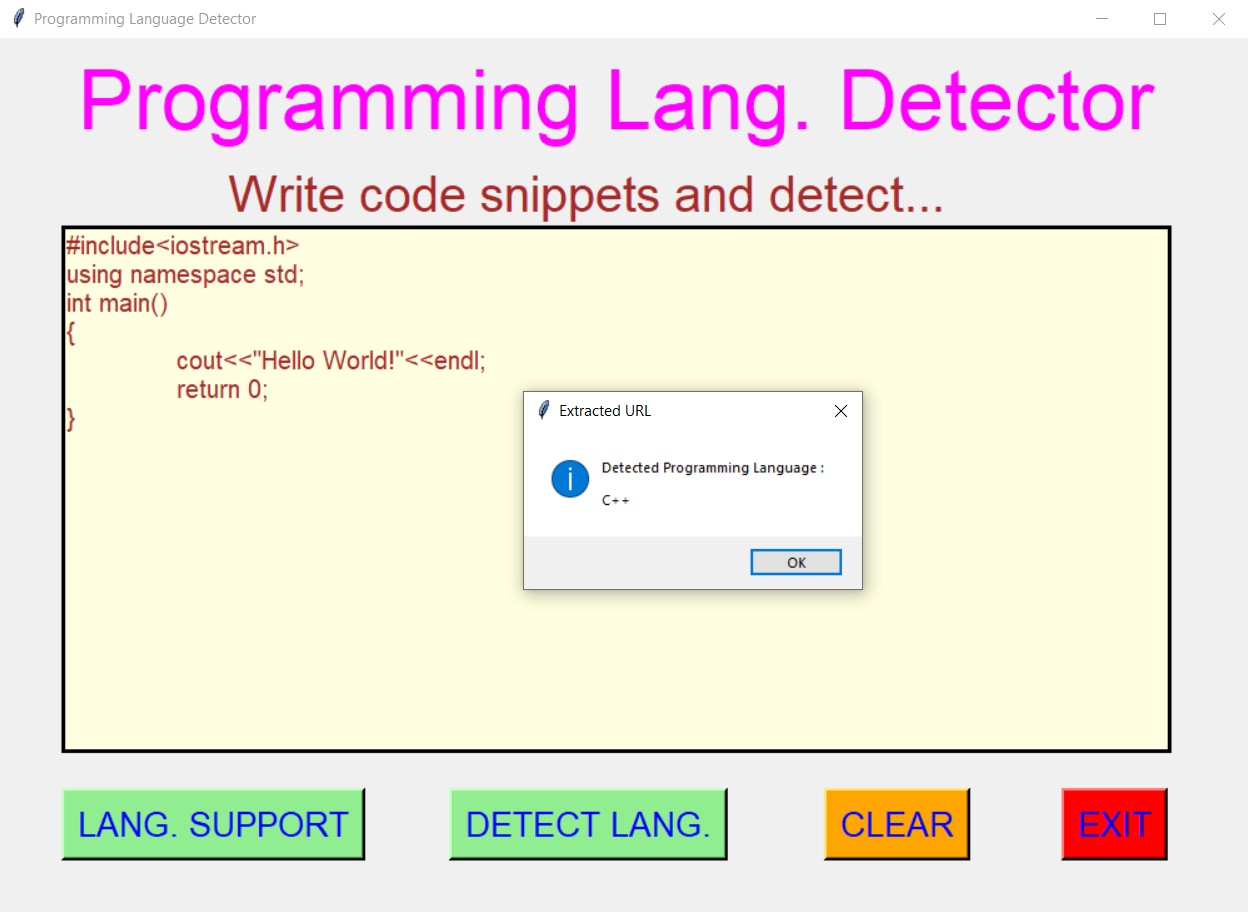 Programming Language Detector
Programming Lang. Detector
Write code snippets and detect...
#include<iostream.h>
using namespace std;
int main()
{
cout<<"Hello World!"<<endl;
return 0;
}
Extracted URL
Detected Programming Language :
C++
OK
LANG. SUPPORT
DETECT LANG.
CLEAR
EXIT